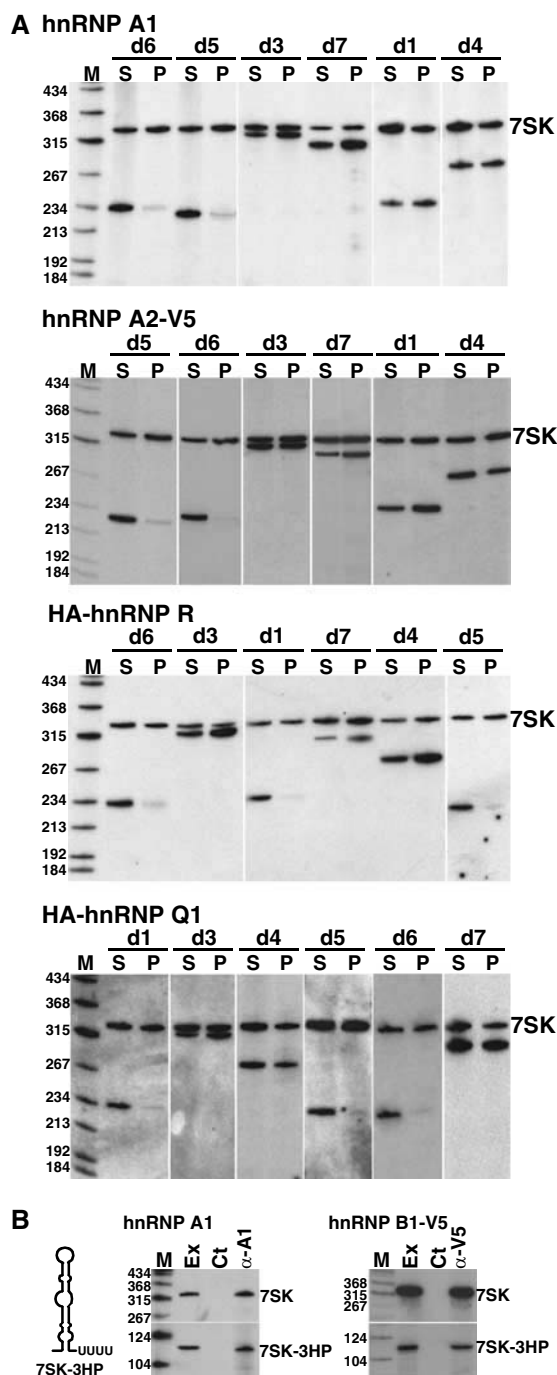 A hnRNP A1
d6 d5 d3 d7 d1 d4
M S P S P S P S P S P S P
434
368
7SK
315
267
234
213
192
184
hnRNP A2-V5
d5 d6 d3 d7 d1 d4
M S P S P S P S P S P S P
434
368
315 7SK
267
234
213
192
184
HA-hnRNP R
d6 d3 d1 d7 d4 d5
M S P S P S P S P S P S P
434
368
7SK
315
267
234
213
192
184
HA-hnRNP Q1
d1 d3 d4 d5 d6 d7
M S P S P S P S P S P S P
434
368
315 7SK
267
234
213
192
184
B
hnRNP A1
M Ex Ct α-A1
434
368
315 7SK
267
124
7SK-3HP
104
UUUU
7SK-3HP
hnRNP B1-V5
M Ex Ct α-V5
368
315 7SK
267
124
7SK-3HP
104